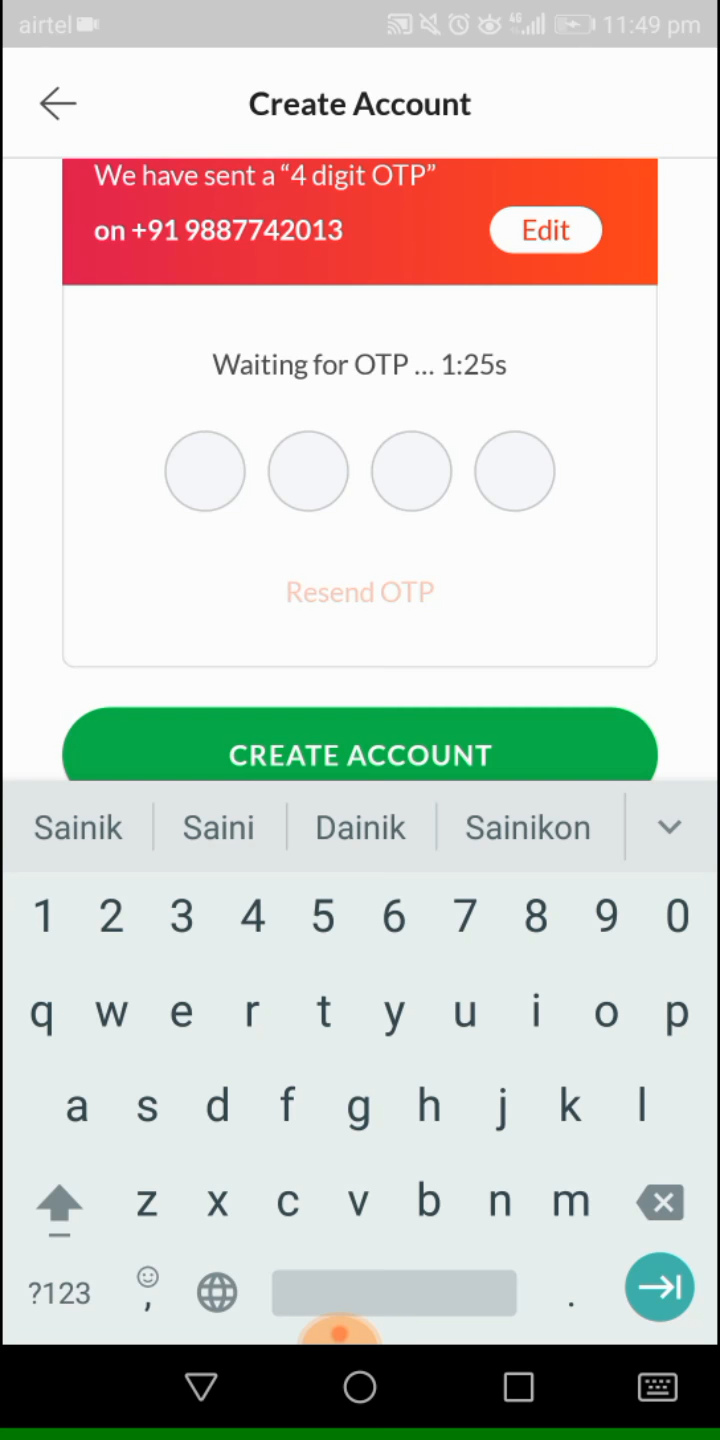 airtel 4G 11:49 pm
Create Account
We have sent a “4 digit OTP”
on +91 9887742013 Edit
Waiting for OTP ... 1:25s
Resend OTP
CREATE ACCOUNT
Sainik Saini Dainik Sainikon
1 2 3 4 5 6 7 8 9 0
q w e r t y u i o p
a s d f g h j k l
z x c v b n m
?123 , .